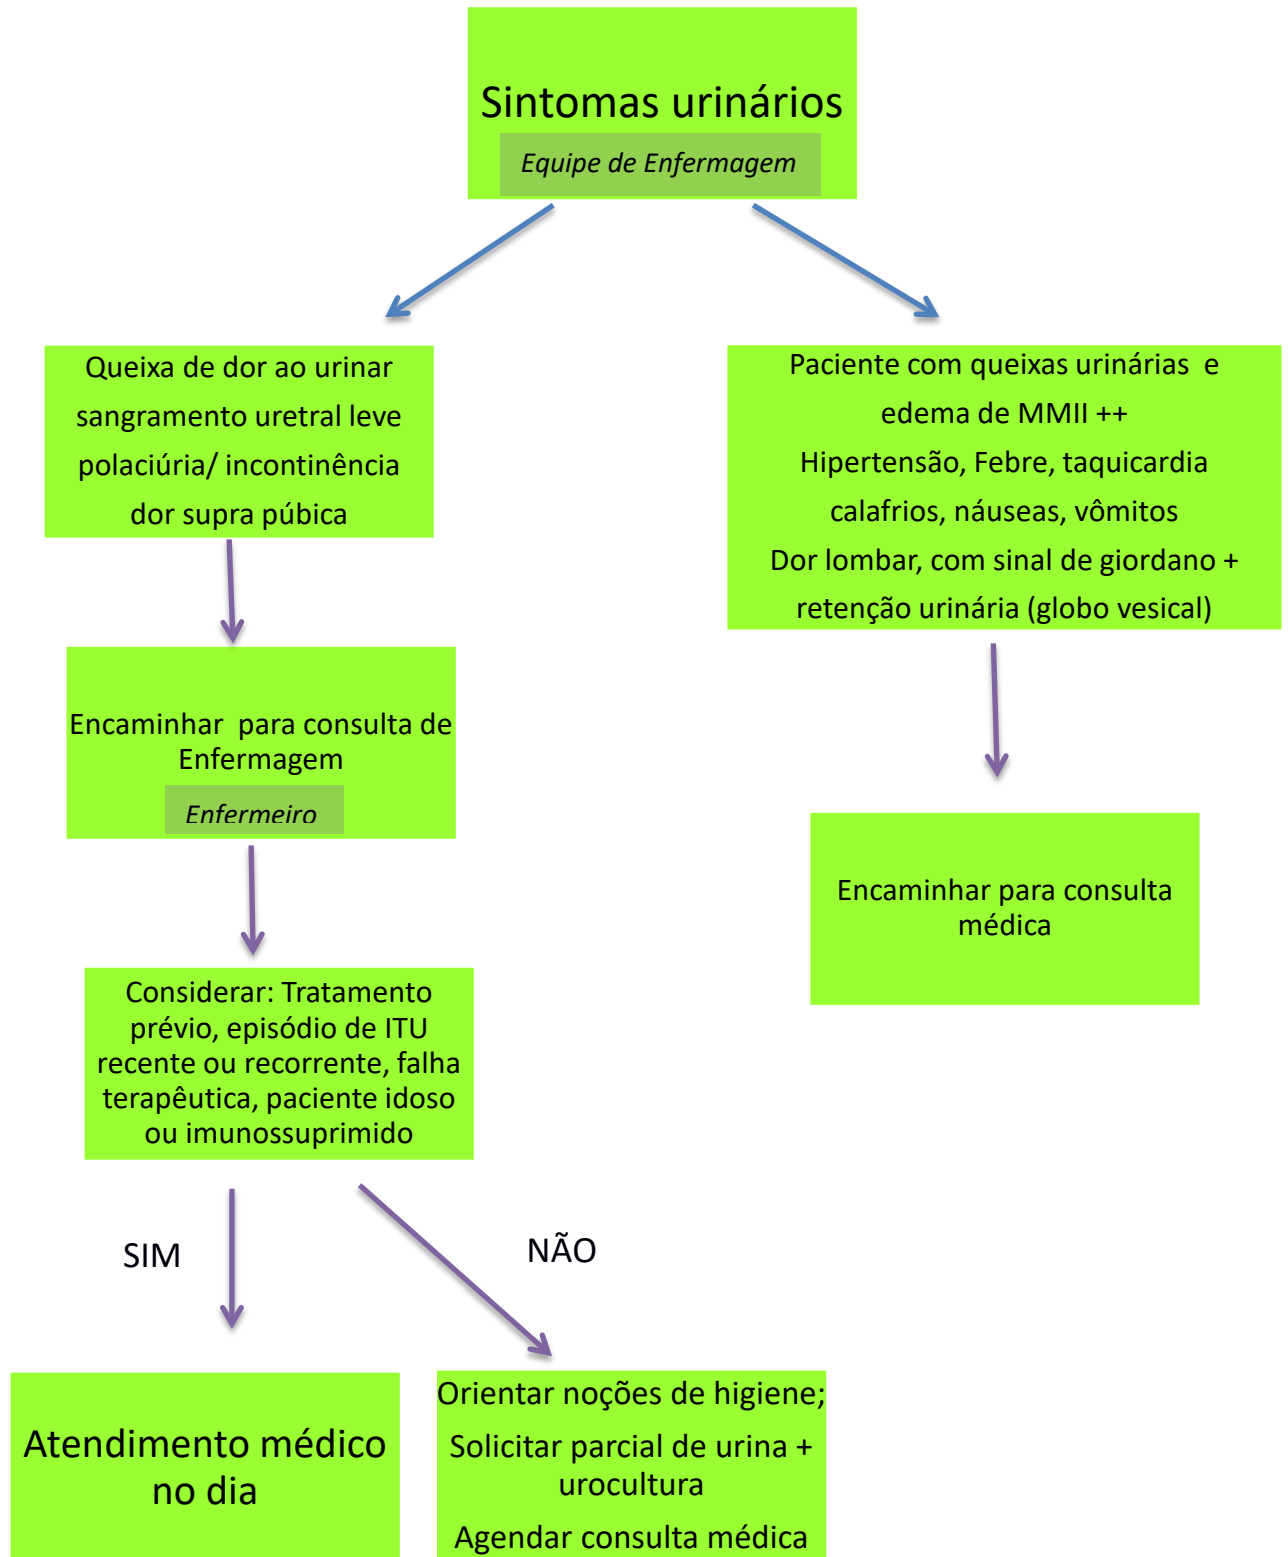 Sintomas urinários
Equipe de Enfermagem
Queixa de dor ao urinar
sangramento uretral leve
polaciúria/ incontinência
dor supra púbica
Paciente com queixas urinárias e
edema de MMII ++
Hipertensão, Febre, taquicardia
calafrios, náuseas, vômitos
Dor lombar, com sinal de giordano +
retenção urinária (globo vesical)
Encaminhar para consulta de
Enfermagem
Enfermeiro
Encaminhar para consulta
médica
Considerar: Tratamento
prévio, episódio de ITU
recente ou recorrente, falha
terapêutica, paciente idoso
ou imunossuprimido
SIM
NÃO
Atendimento médico
no dia
Orientar noções de higiene;
Solicitar parcial de urina +
urocultura
Agendar consulta médica